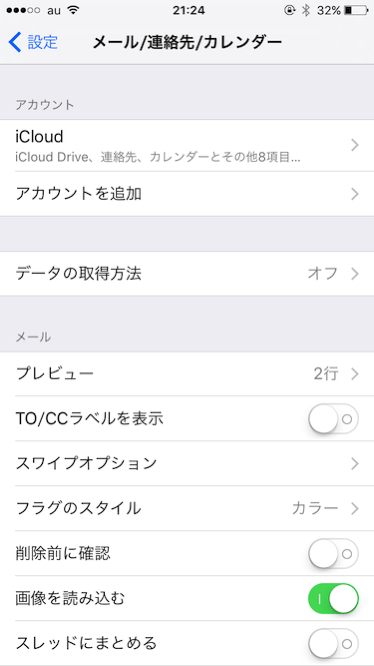 au 21:24 32%
設定 メール/連絡先/カレンダー
アカウント
iCloud
iCloud Drive、連絡先、カレンダーとその他8項目...
アカウントを追加
データの取得方法 オフ
メール
プレビュー 2行
TO/CCラベルを表示
スワイプオプション
フラグのスタイル カラー
削除前に確認
画像を読み込む
スレッドにまとめる